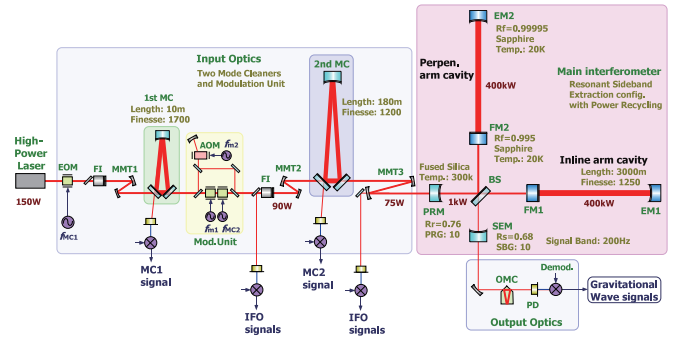 Input Optics
Two Mode Cleaners
and Modulation Unit
High-
Power
Laser
150W
EOM
fMC1
FI
MMT1
1st MC
Length: 10m
Finesse: 1700
MC1
signal
AOM
fm2
fm1
fMC2
Mod.Unit
FI
90W
IFO
signals
MMT2
2nd MC
Length: 180m
Finesse: 1200
MC2
signal
MMT3
75W
IFO
signals
EM2
Rf=0.99995
Sapphire
Temp.: 20K
Perpen.
arm cavity
400kW
Main interferometer
Resonant Sideband
Extraction config.
with Power Recycling
FM2
Rf=0.995
Sapphire
Temp.: 20K
Fused Silica
Temp.: 300k
PRM
Rr=0.76
PRG: 10
1kW
BS
Inline arm cavity
Length: 3000m
Finesse: 1250
FM1
400kW
EM1
SEM
Rs=0.68
SBG: 10
Signal Band: 200Hz
OMC
PD
Demod.
Output Optics
Gravitational
Wave signals